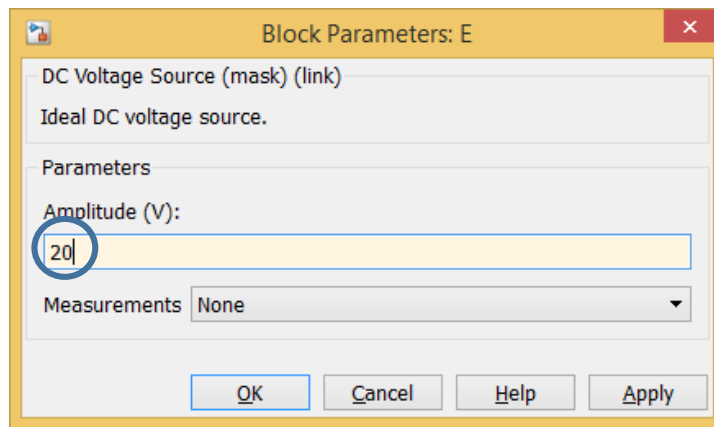 Block Parameters: E
x
DC Voltage Source (mask) (link)
Ideal DC voltage source.
Parameters
Amplitude (V):
20
Measurements None
OK Cancel Help Apply